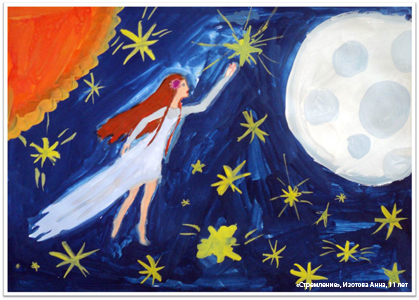 «Стремление», Изотова Анна, 11 лет